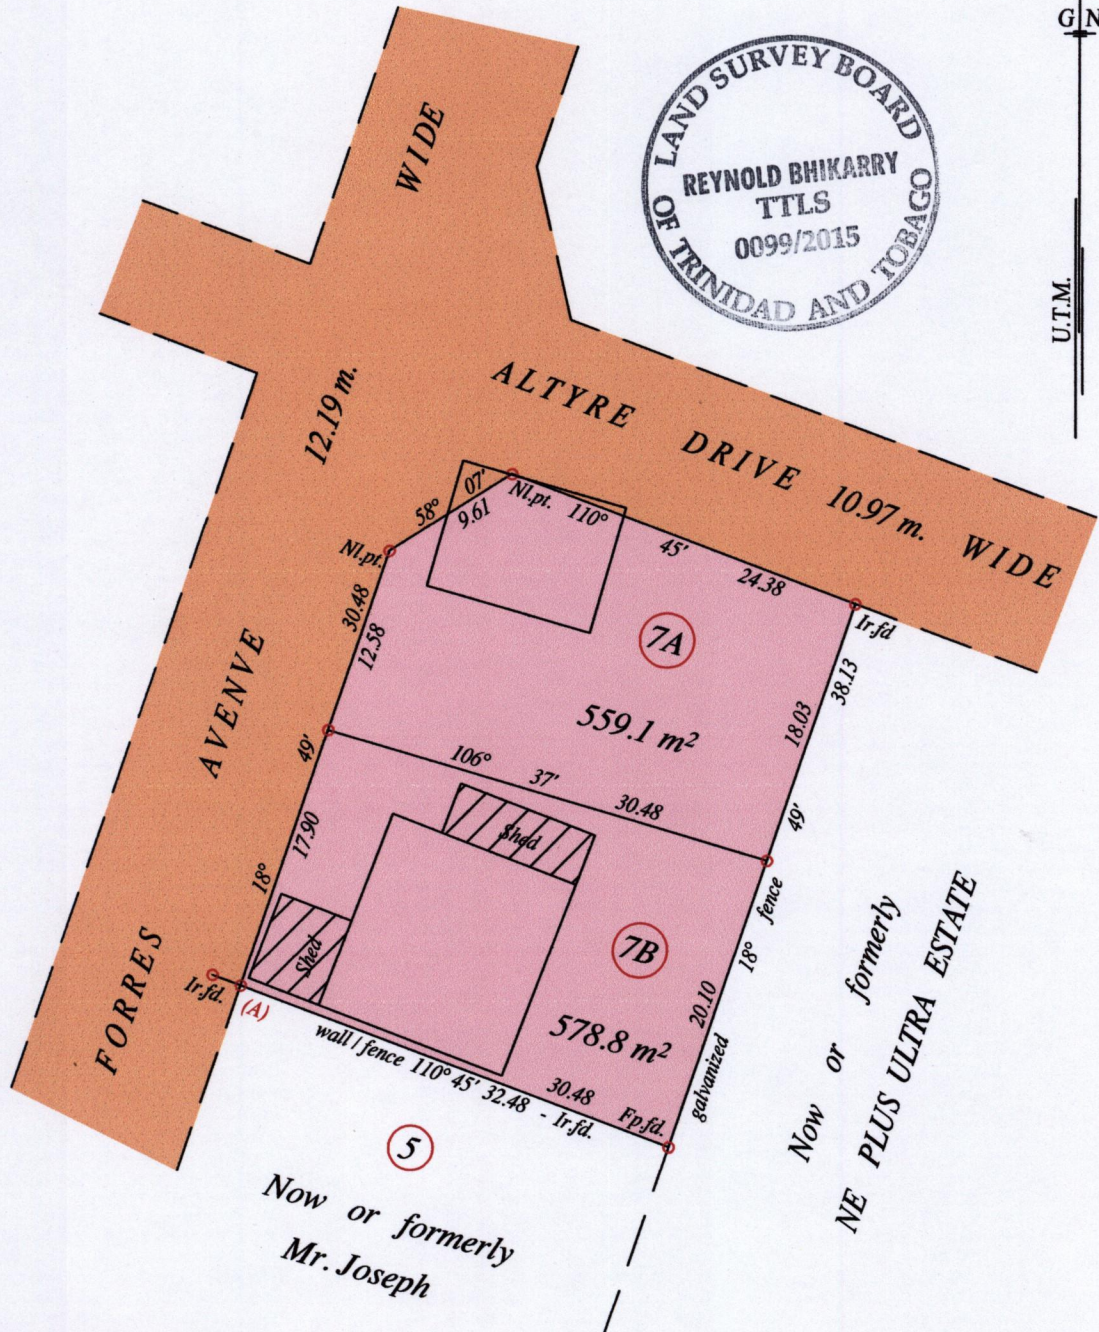 G N
U.T.M.
LAND SURVEY BOARD
OF TRINIDAD AND TOBAGO
REYNOLD BHIKARRY
TTLS
0099/2015
WIDE
12.19 m.
AVENVE
FORRES
ALTYRE DRIVE 10.97 m. WIDE
58° 07'
9.61
Nl.pt.
Nl.pt.
110° 45' 24.38
Ir.fd
30.48
12.58
7A
559.1 m²
38.13
18.03
106° 37' 30.48
49'
49'
17.90
18°
Shed
Shed
7B
578.8 m²
fence
18°
20.10
galvanized
Ir.fd.
(A)
wall / fence 110° 45' 32.48 - Ir.fd.
30.48
Fp.fd.
5
Now or formerly
Mr. Joseph
Now or formerly
NE PLUS ULTRA ESTATE